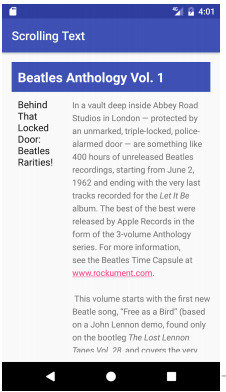 4:01
Scrolling Text
Beatles Anthology Vol. 1
Behind
That
Locked
Door:
Beatles
Rarities!
In a vault deep inside Abbey Road
Studios in London — protected by
an unmarked, triple-locked, police-
alarmed door — are something like
400 hours of unreleased Beatles
recordings, starting from June 2,
1962 and ending with the very last
tracks recorded for the Let It Be
album. The best of the best were
released by Apple Records in the
form of the 3-volume Anthology
series. For more information,
see the Beatles Time Capsule at
www.rockument.com.
This volume starts with the first new
Beatle song, “Free as a Bird” (based
on a John Lennon demo, found only
on the bootleg The Lost Lennon
Tapes Vol. 28, and covers the very